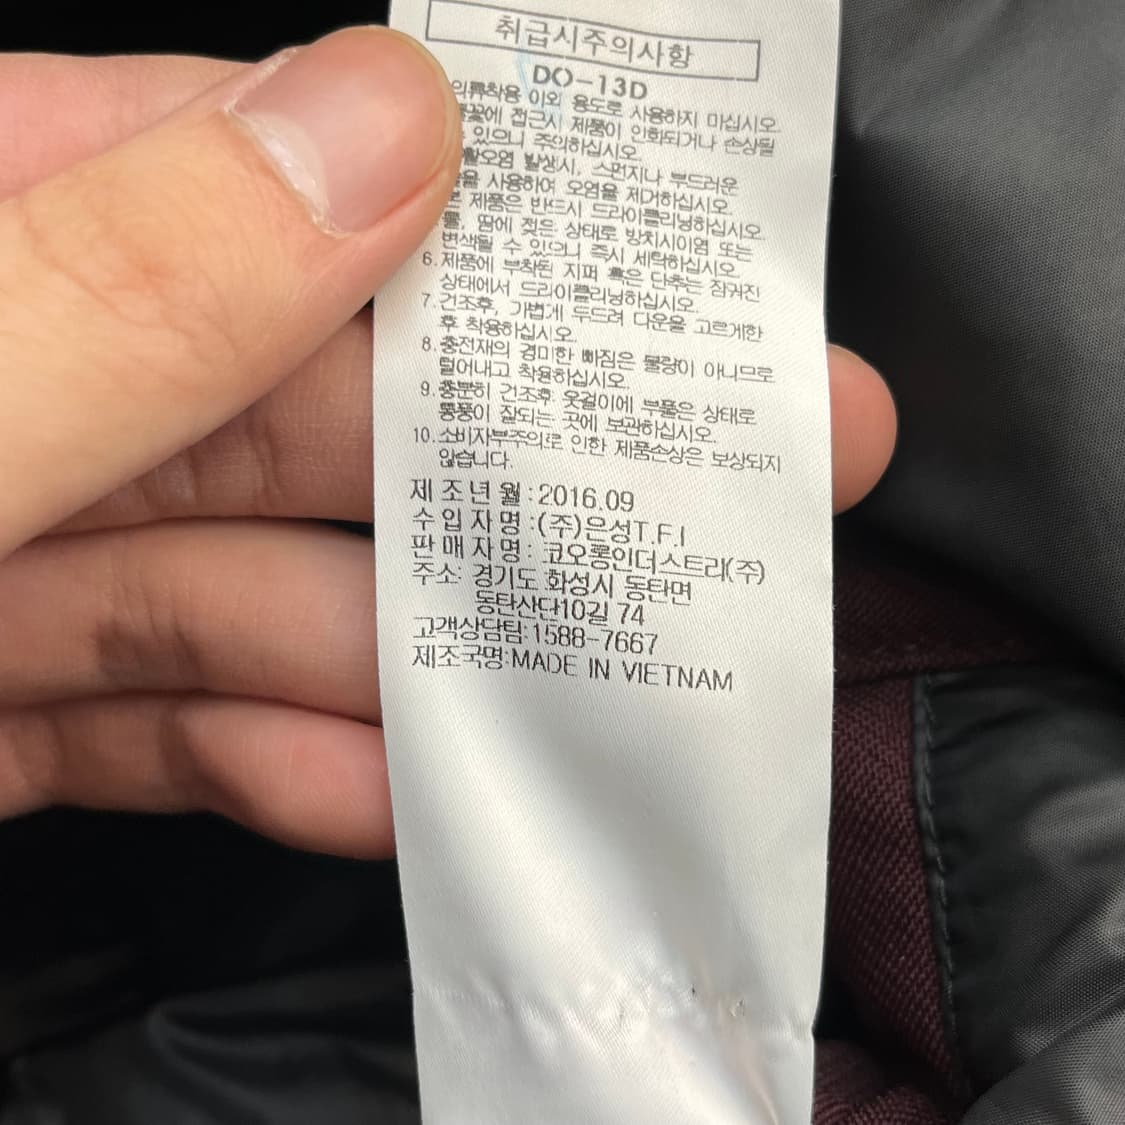 취급시주의사항
DO-13D
의류착용 이외 용도로 사용하지 마십시오.
불꽃에 접근시 제품이 인화되거나 손상될
있으니 주의하십시오.
오염 발생시, 스펀지나 부드러운
을 사용하여 오염을 제거하십시오.
제품은 반드시 드라이클리닝하십시오.
물, 땀에 젖은 상태로 방치시이염 또는
변색될 수 있으니 즉시 세탁하십시오.
6. 제품에 부착된 지퍼 혹은 단추는 잠궈진
상태에서 드라이클리닝하십시오.
7. 건조후, 가볍게 두드려 다운을 고르게한
후 착용하십시오.
8. 충전재의 경미한 빠짐은 불량이 아니므로
털어내고 착용하십시오.
9. 충분히 건조후 옷걸이에 부풀은 상태로
통풍이 잘되는 곳에 보관하십시오.
10. 소비자부주의로 인한 제품손상은 보상되지
않습니다.
제조년월:2016.09
수입자명:(주)은성T.F.I
판매자명: 코오롱인더스트리(주)
주소: 경기도 화성시 동탄면
동탄산단10길 74
고객상담팀:1588-7667
제조국명:MADE IN VIETNAM